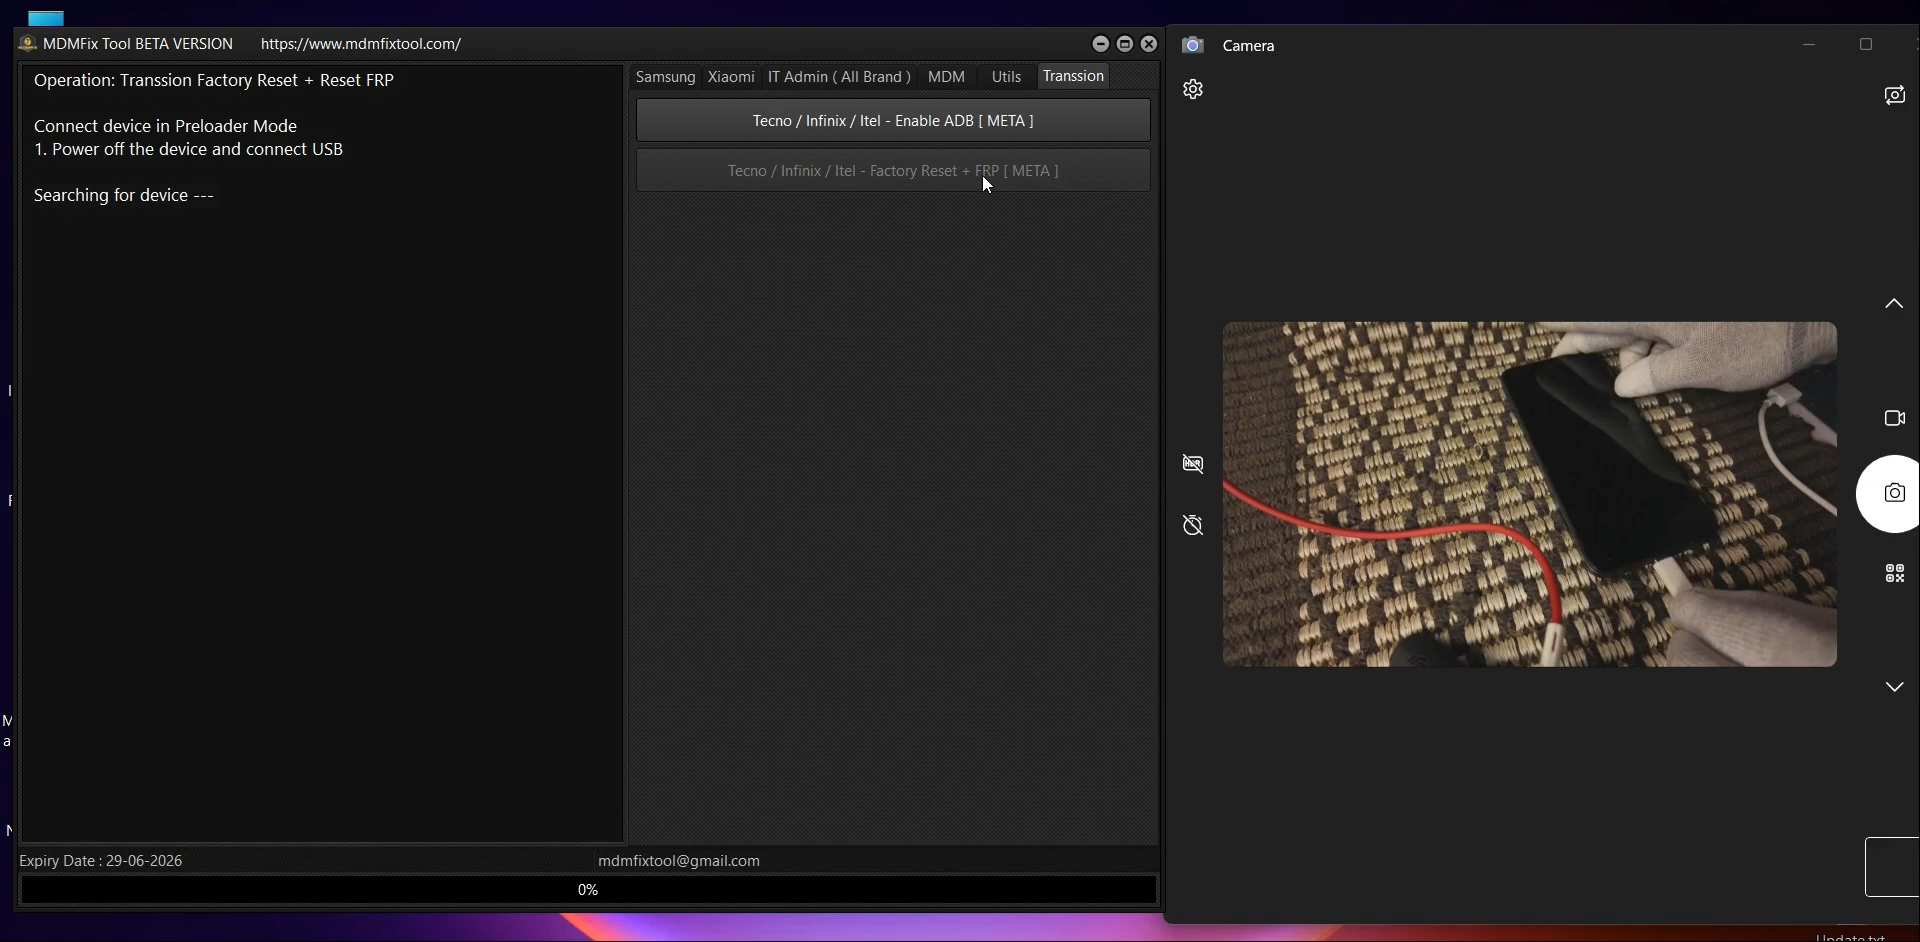 MDMFix Tool BETA VERSION https://www.mdmfixtool.com/
Operation: Transsion Factory Reset + Reset FRP
Connect device in Preloader Mode
1. Power off the device and connect USB
Searching for device ---
Samsung Xiaomi IT Admin ( All Brand ) MDM Utils Transsion
Tecno / Infinix / Itel - Enable ADB [ META ]
Tecno / Infinix / Itel - Factory Reset + FRP [ META ]
Expiry Date : 29-06-2026
mdmfixtool@gmail.com
0%
Camera
HDR